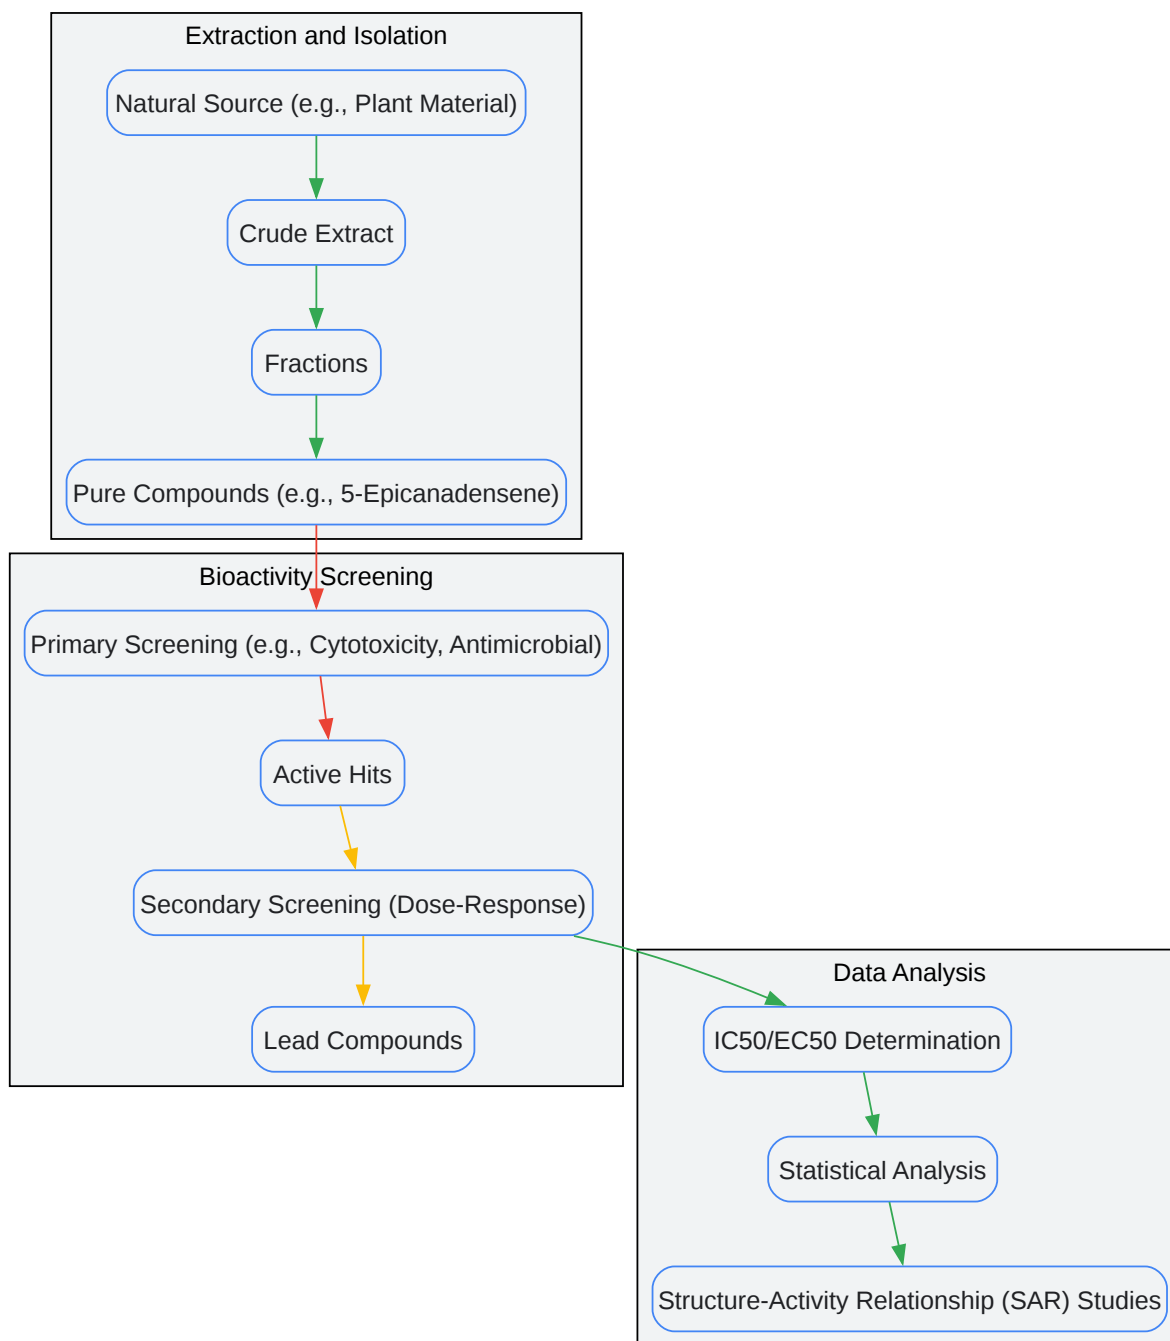 Extraction and Isolation
Natural Source (e.g., Plant Material)
Crude Extract
Fractions
Pure Compounds (e.g., 5-Epicanadensene)
Bioactivity Screening
Primary Screening (e.g., Cytotoxicity, Antimicrobial)
Active Hits
Secondary Screening (Dose-Response)
Lead Compounds
Data Analysis
IC50/EC50 Determination
Statistical Analysis
Structure-Activity Relationship (SAR) Studies